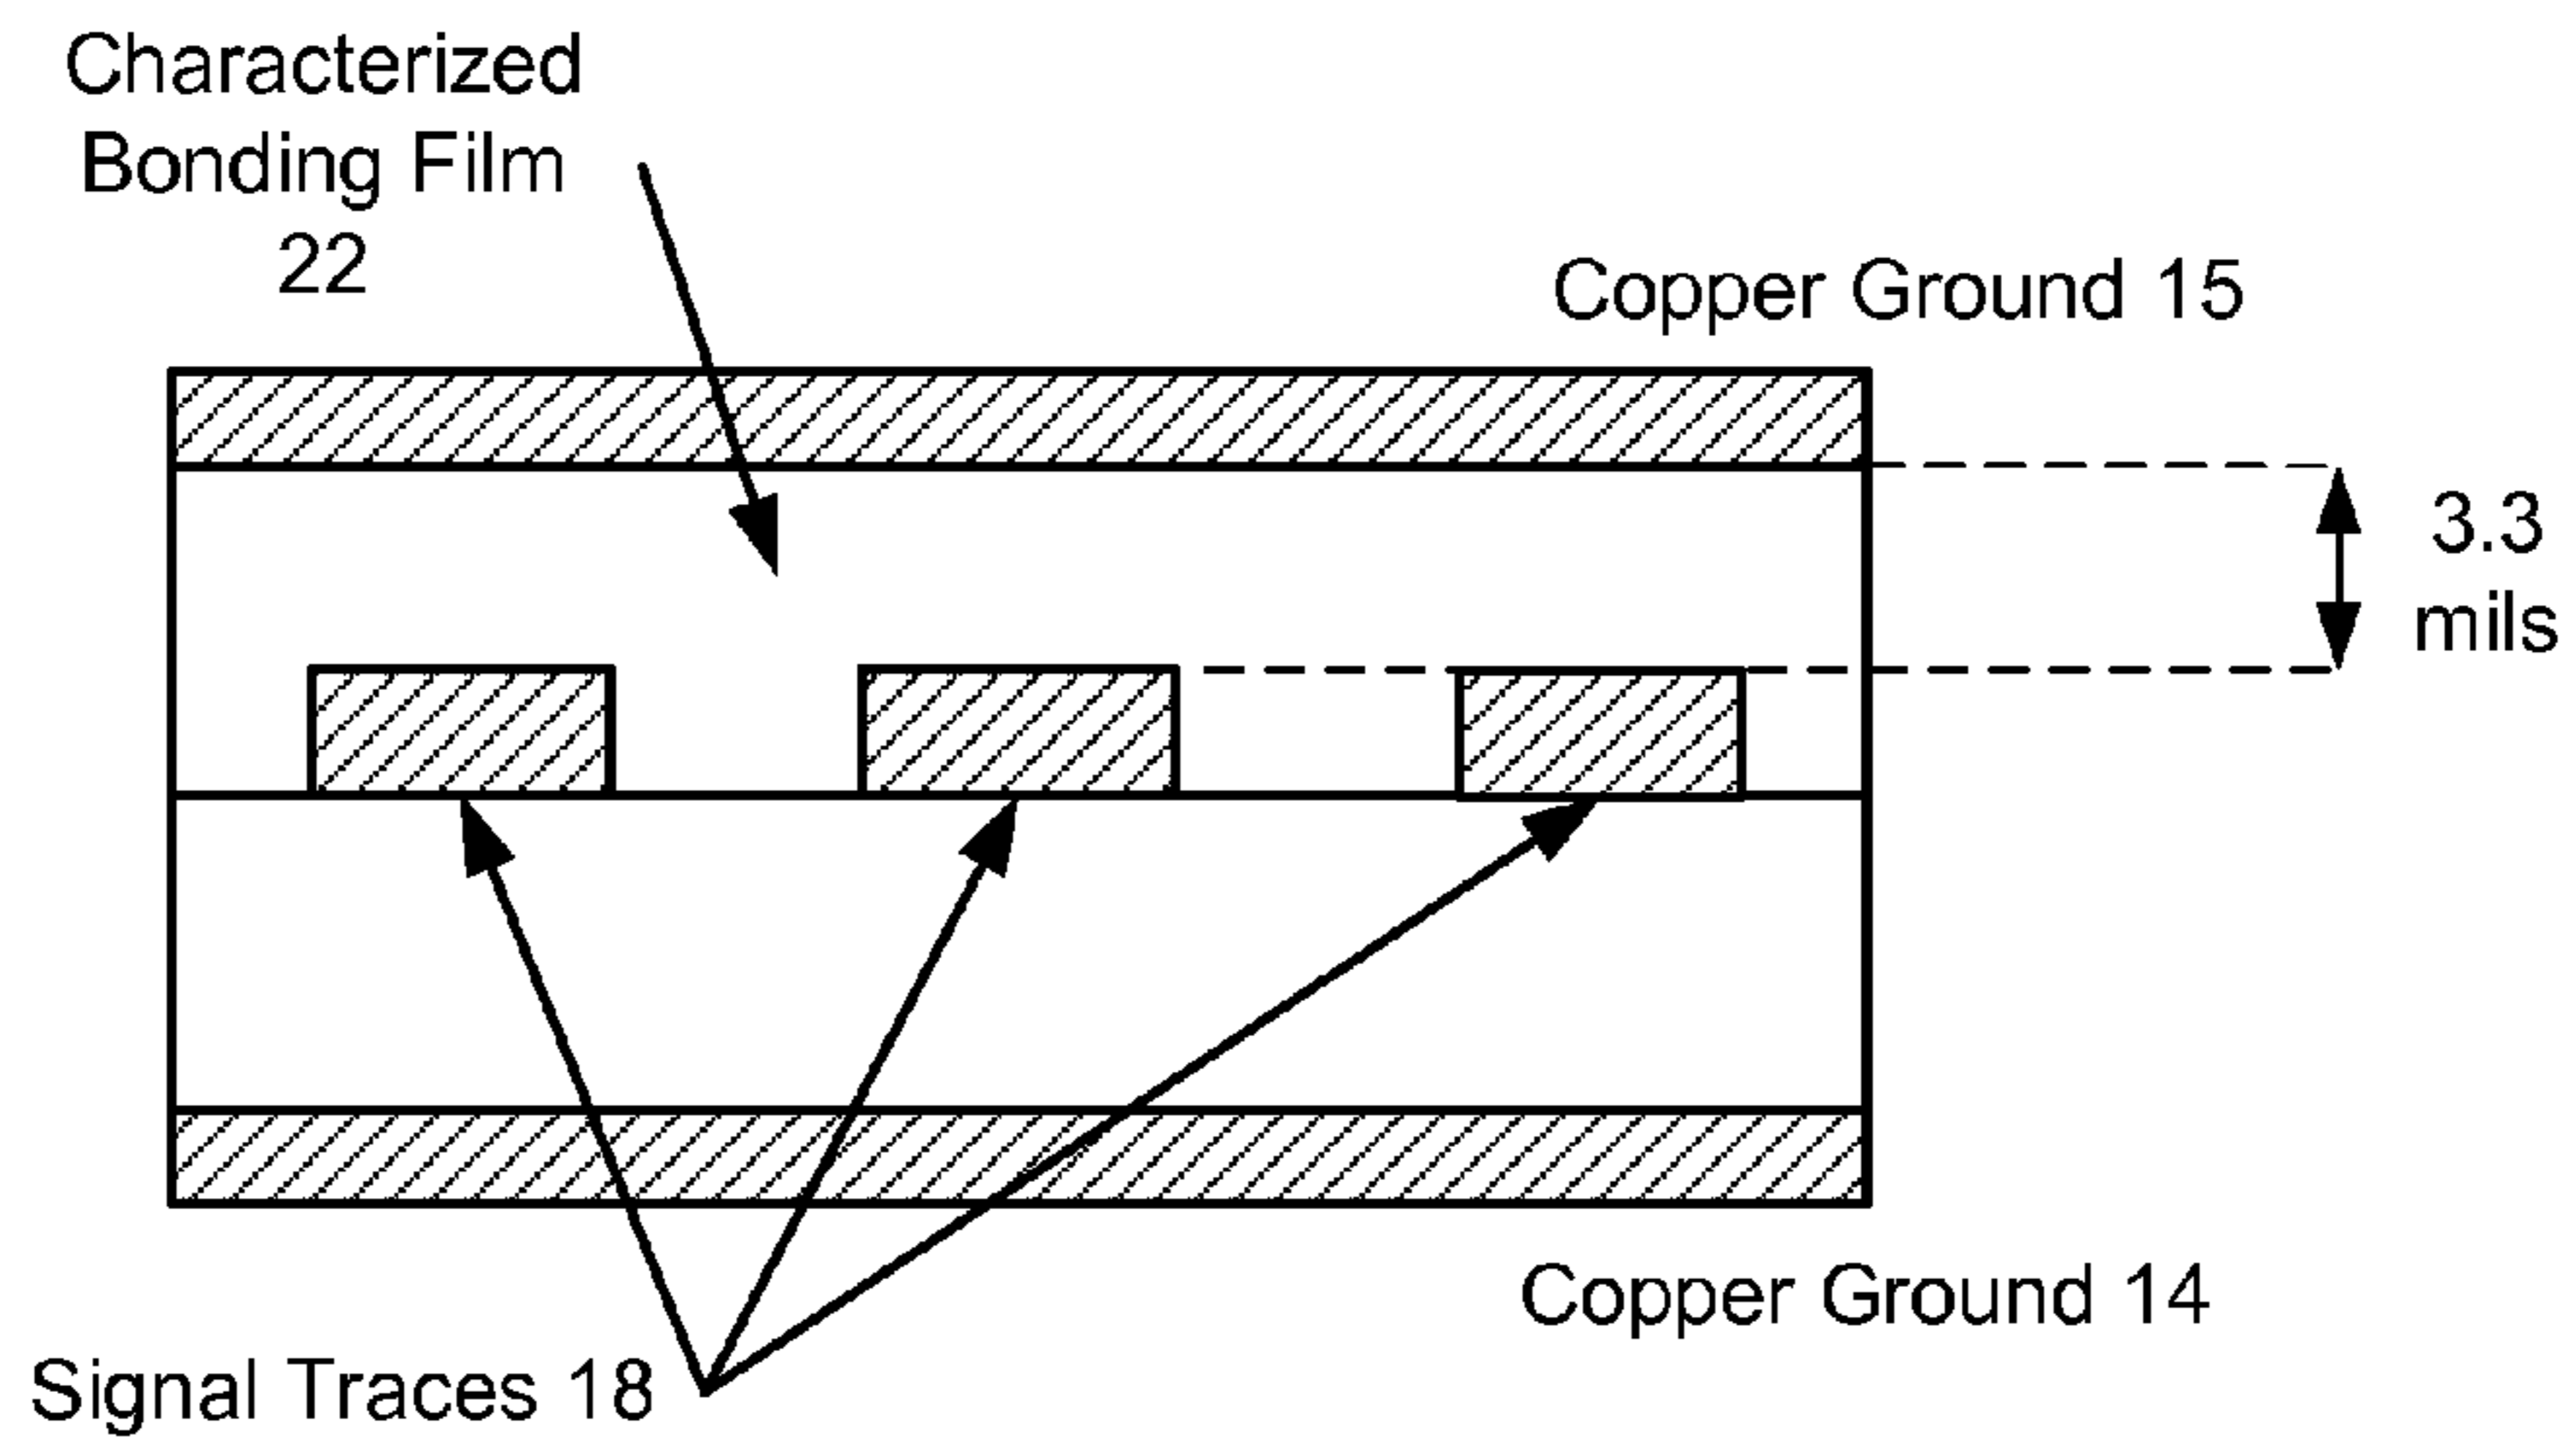 Characterized
Bonding Film
22
Copper Ground 15
3.3
mils
Copper Ground 14
Signal Traces 18